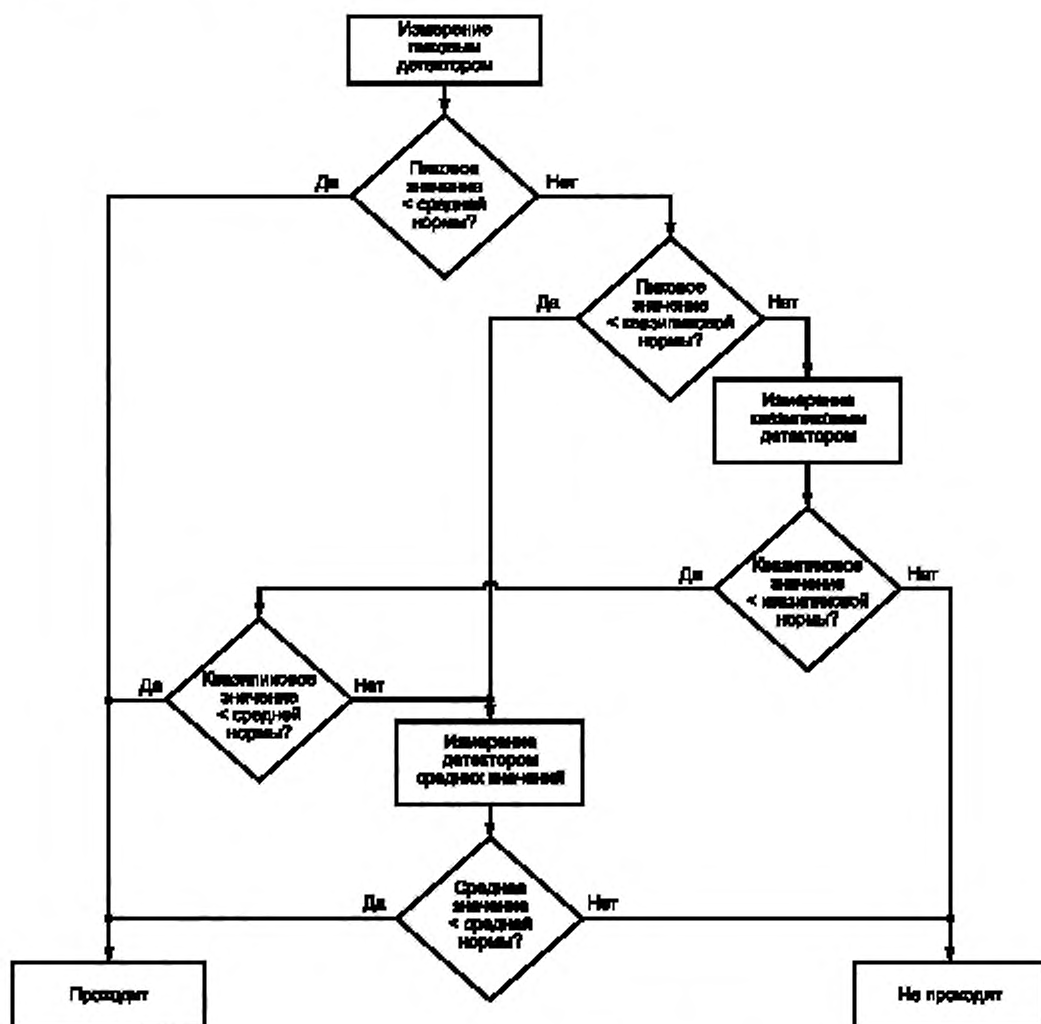 Измерение
пиковым
детектором
Пиковое
значение
< средней
нормы?
Да
Нет
Пиковое
значение
< квазипиковой
нормы?
Да
Нет
Измерение
квазипиковым
детектором
Квазипиковое
значение
< квазипиковой
нормы?
Да
Нет
Квазипиковое
значение
< средней
нормы?
Да
Нет
Измерение
детектором
средних значений
Среднее
значение
< средней
нормы?
Да
Нет
Проходит
Не проходят